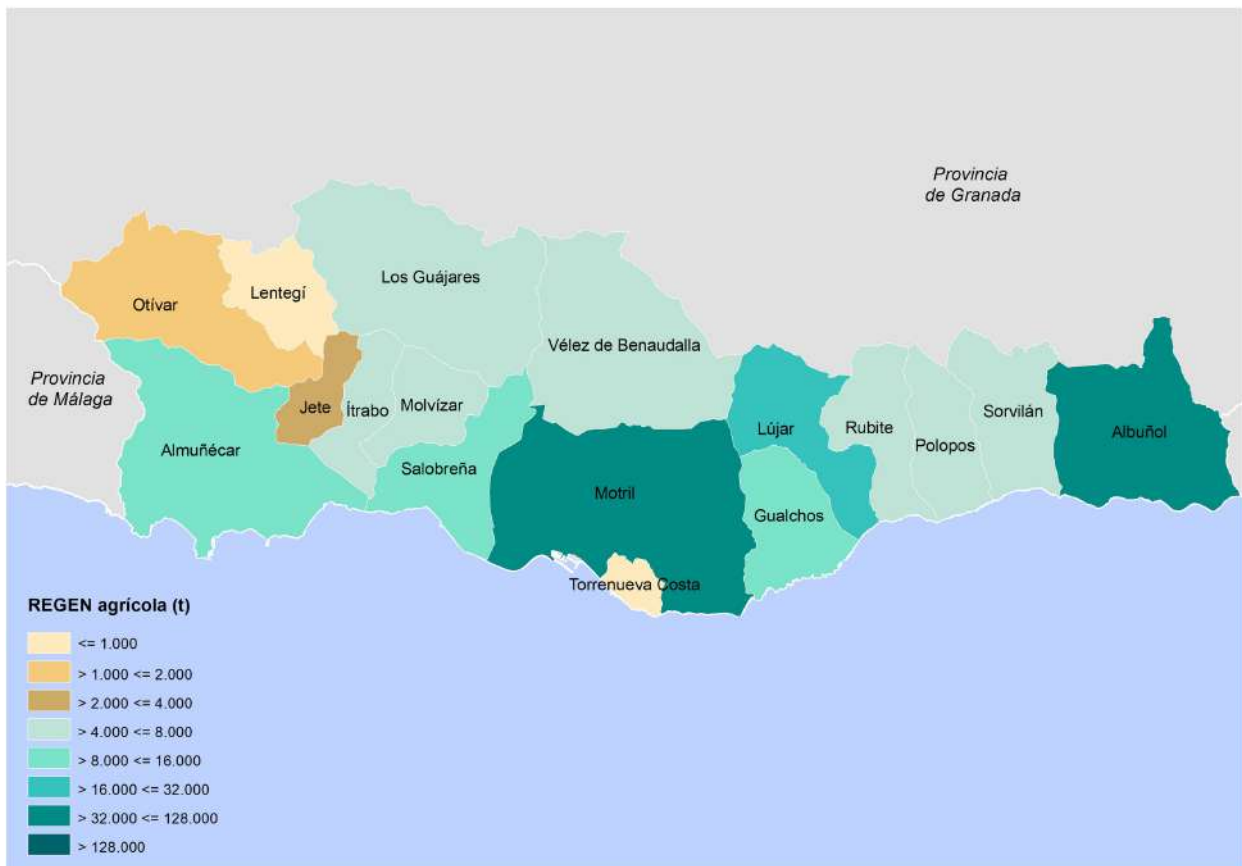 Provincia
de Granada
Los Guájares
Lentegí
Otívar
Vélez de Benaudalla
Provincia
de Málaga
Jete
Ítrabo
Molvízar
Sorvilán
Lújar
Rubite
Albuñol
Polopos
Almuñécar
Salobreña
Motril
Gualchos
Torrenueva Costa
REGEN agrícola (t)
<= 1.000
> 1.000 <= 2.000
> 2.000 <= 4.000
> 4.000 <= 8.000
> 8.000 <= 16.000
> 16.000 <= 32.000
> 32.000 <= 128.000
> 128.000